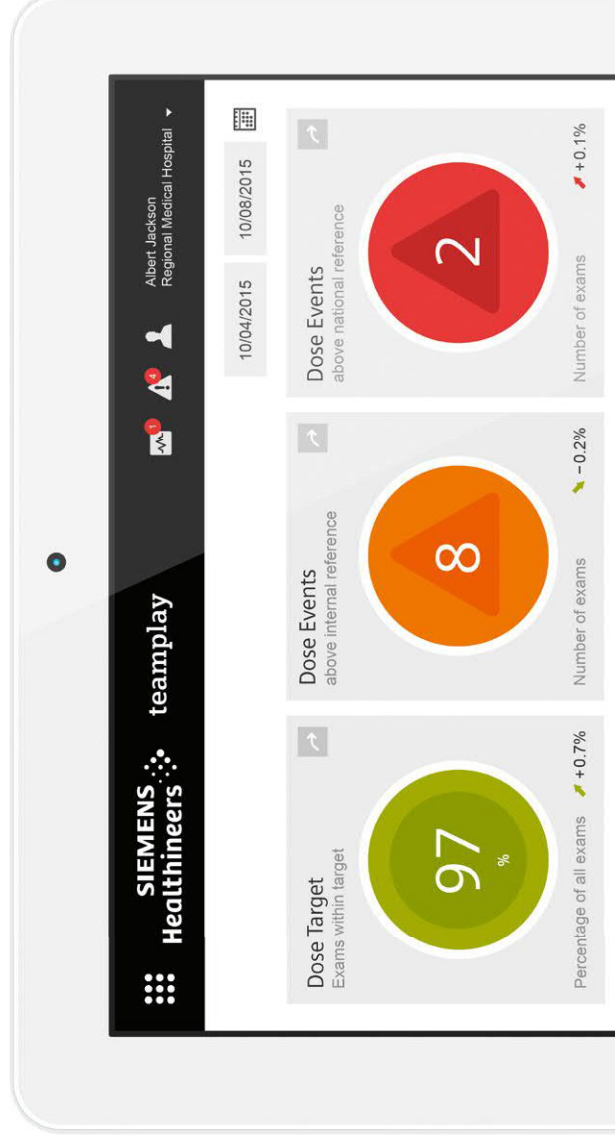 SIEMENS
Healthineers
teamplay
1
4
Albert Jackson
Regional Medical Hospital
10/04/2015
10/08/2015
Dose Target
Exams within target
97
%
Percentage of all exams
+0.7%
Dose Events
above internal reference
8
Number of exams
−0.2%
Dose Events
above national reference
2
Number of exams
+0.1%